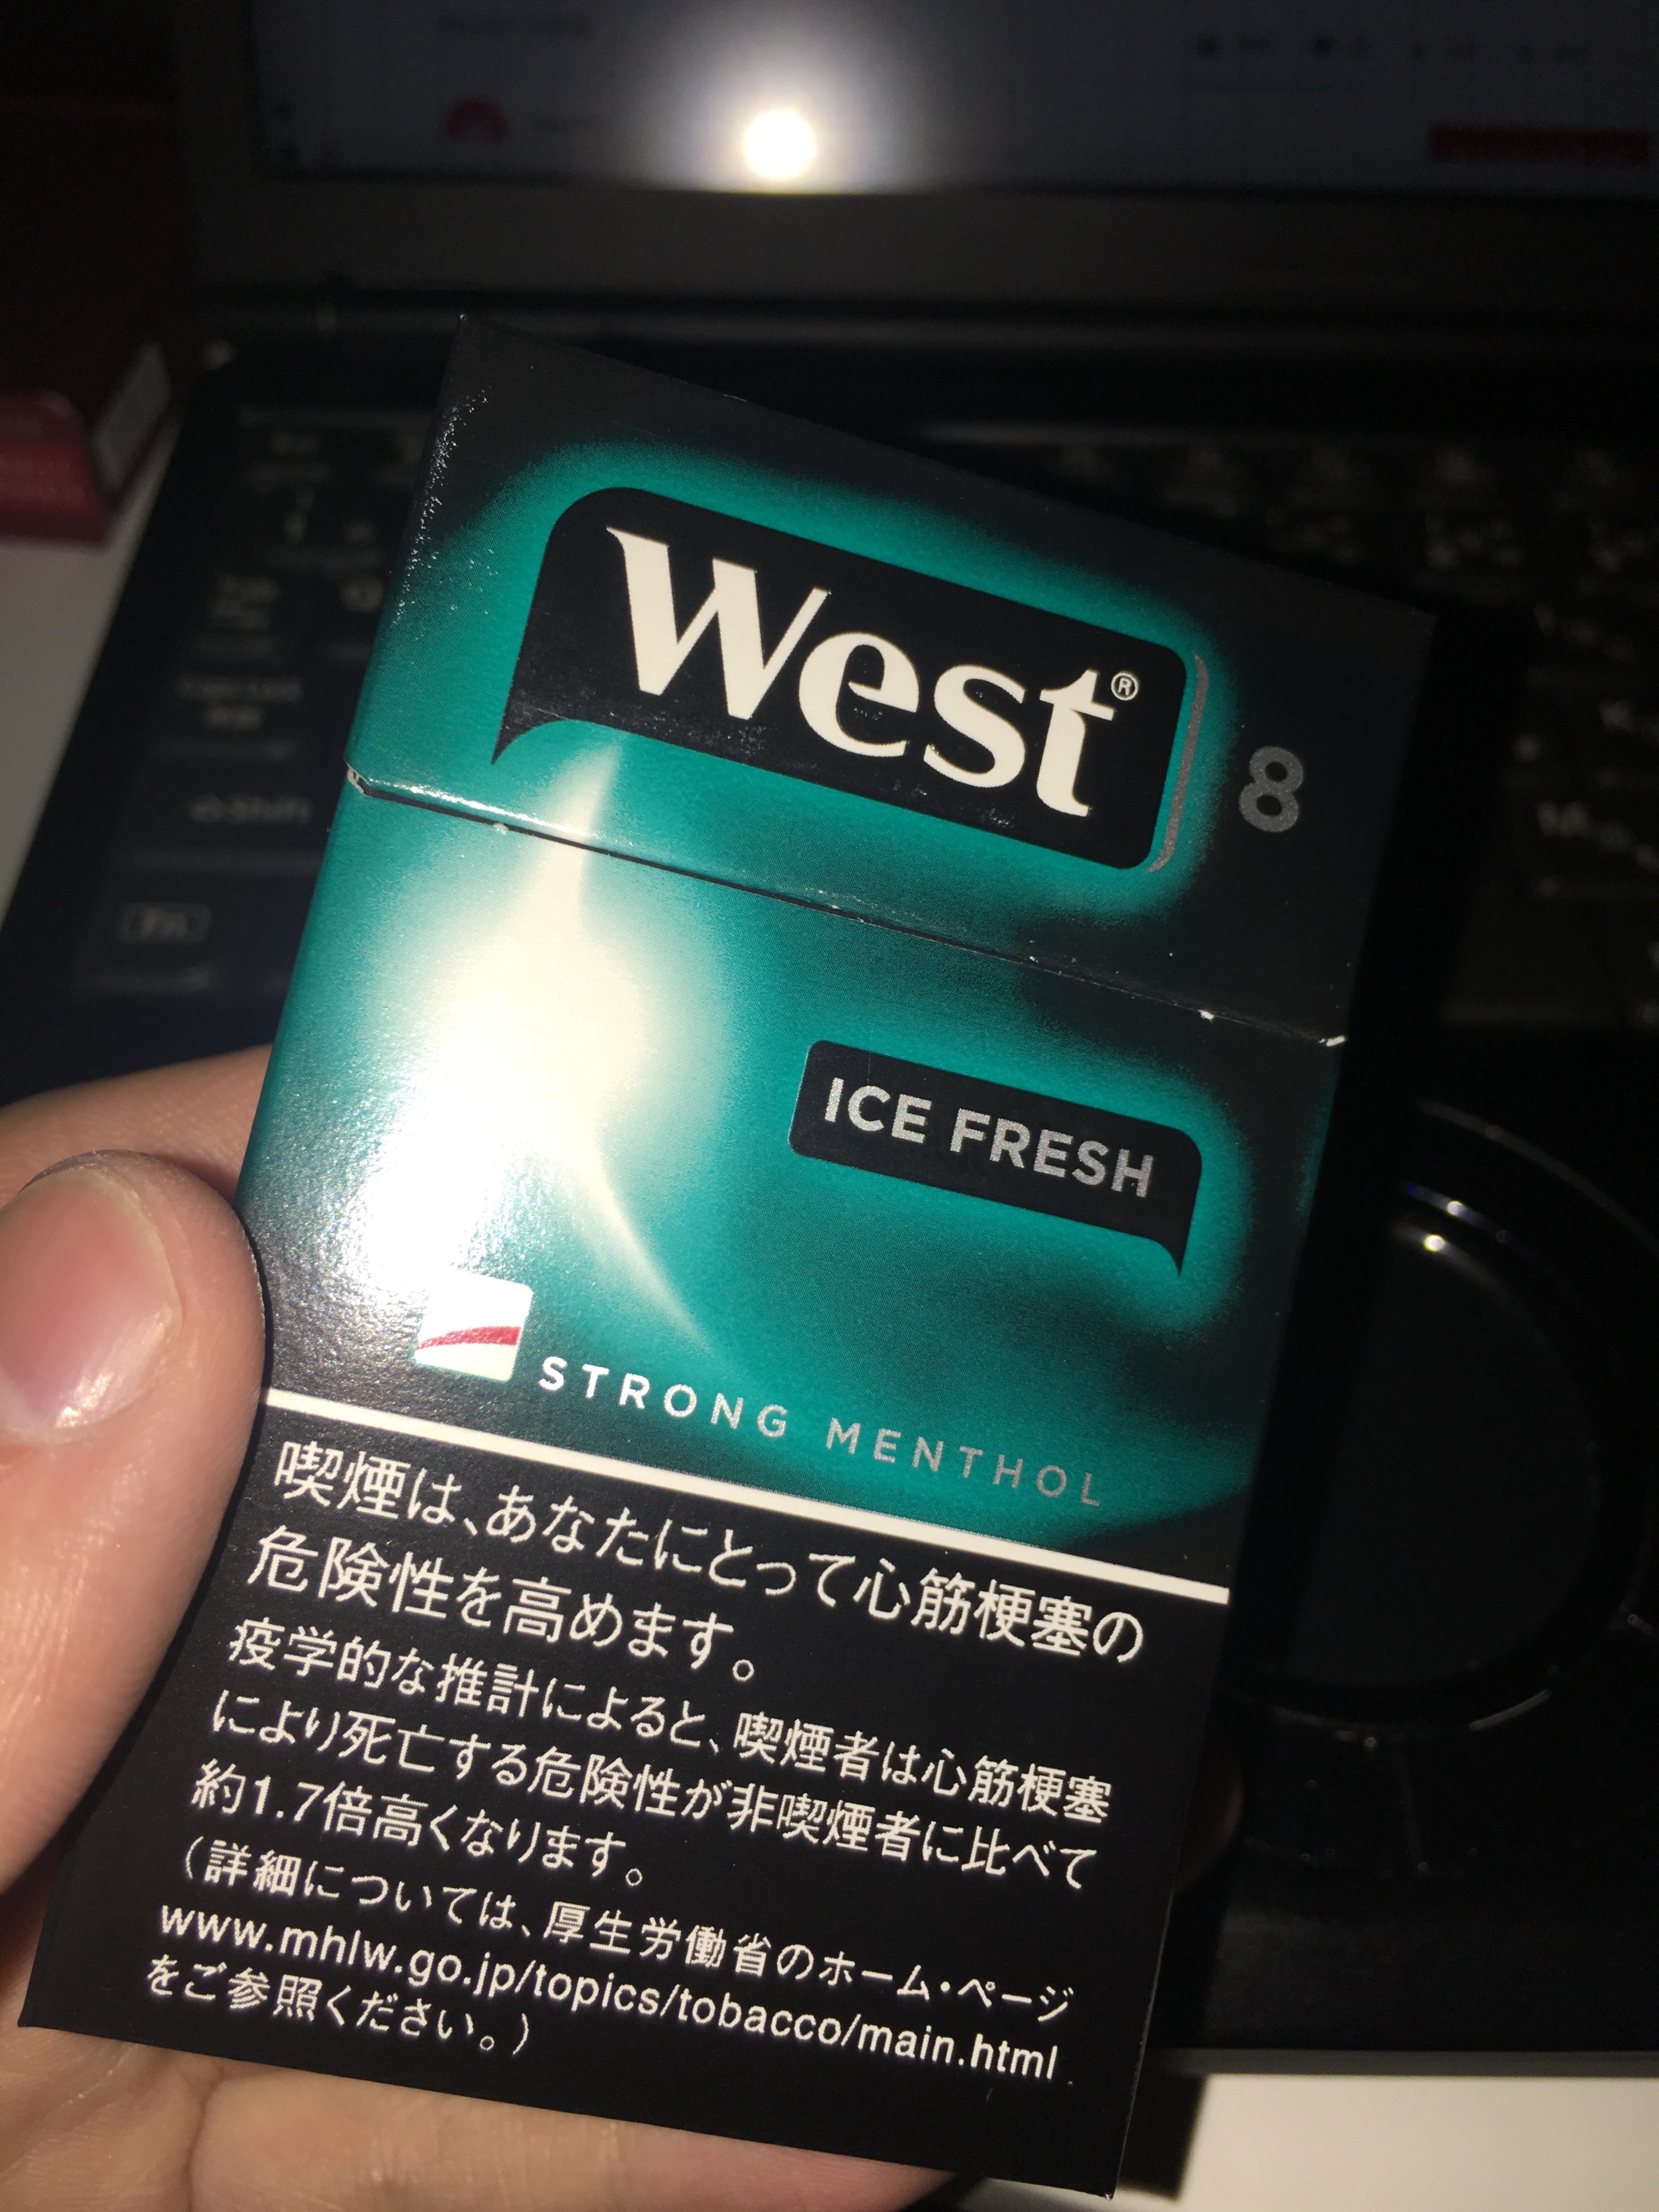 West®
8
ICE FRESH
STRONG MENTHOL
喫煙は、あなたにとって心筋梗塞の
危険性を高めます。
疫学的な推計によると、喫煙者は心筋梗塞
により死亡する危険性が非喫煙者に比べて
約1.7倍高くなります。
（詳細については、厚生労働省のホーム・ページ
www.mhlw.go.jp/topics/tobacco/main.html
をご参照ください。）
Caps Lock
Shift
Fn